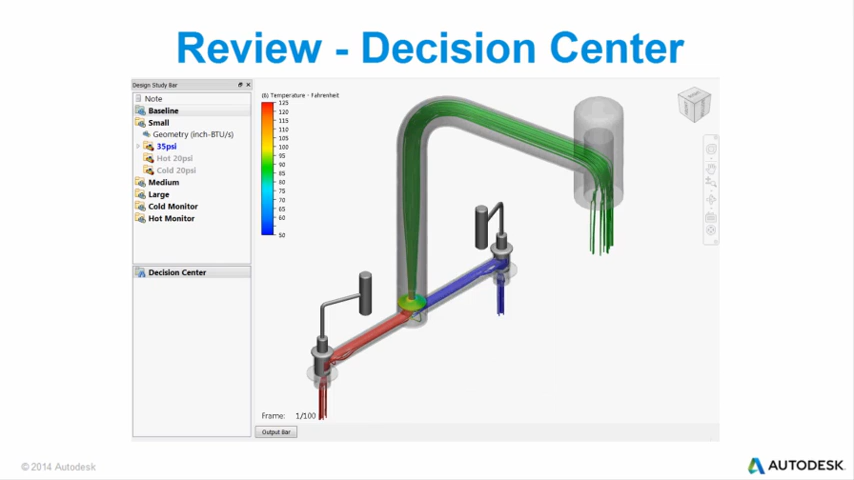 Review - Decision Center
Design Study Bar
Note
Baseline
Small
Geometry (inch-BTU/s)
35psi
Hot 20psi
Cold 20psi
Medium
Large
Cold Monitor
Hot Monitor
Decision Center
(6) Temperature - Fahrenheit
125
120
115
110
105
100
95
90
85
80
75
70
65
60
55
50
Frame: 1/100
Output Bar
© 2014 Autodesk
AUTODESK.